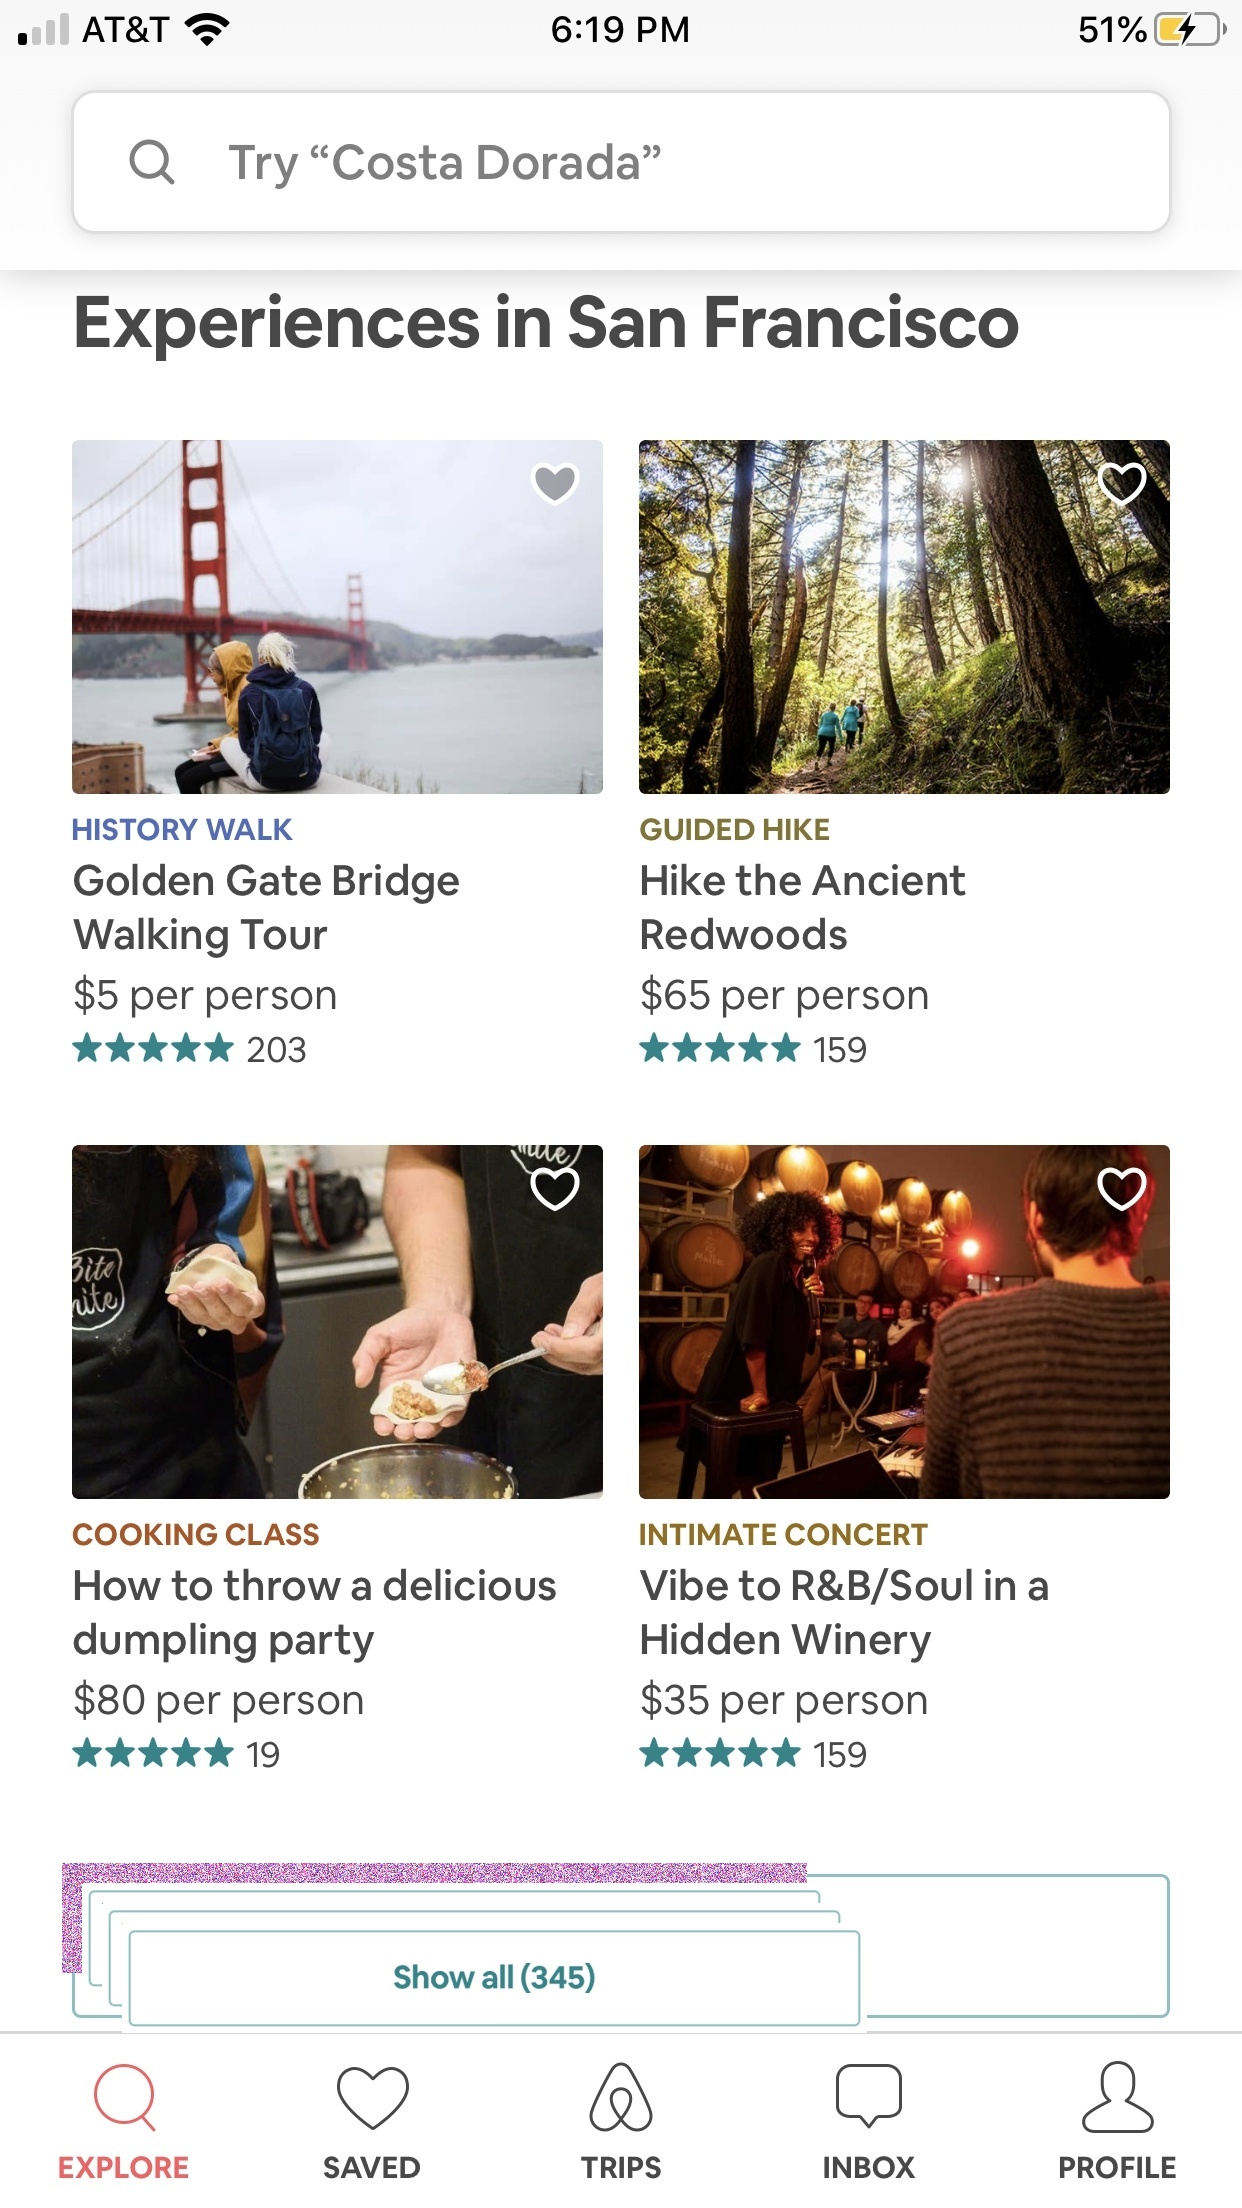 AT&T 6:19 PM 51%
Try “Costa Dorada”
Experiences in San Francisco
HISTORY WALK
Golden Gate Bridge
Walking Tour
$5 per person
203
GUIDED HIKE
Hike the Ancient
Redwoods
$65 per person
159
Bite
COOKING CLASS
How to throw a delicious
dumpling party
$80 per person
19
INTIMATE CONCERT
Vibe to R&B/Soul in a
Hidden Winery
$35 per person
159
Show all (345)
EXPLORE SAVED TRIPS INBOX PROFILE